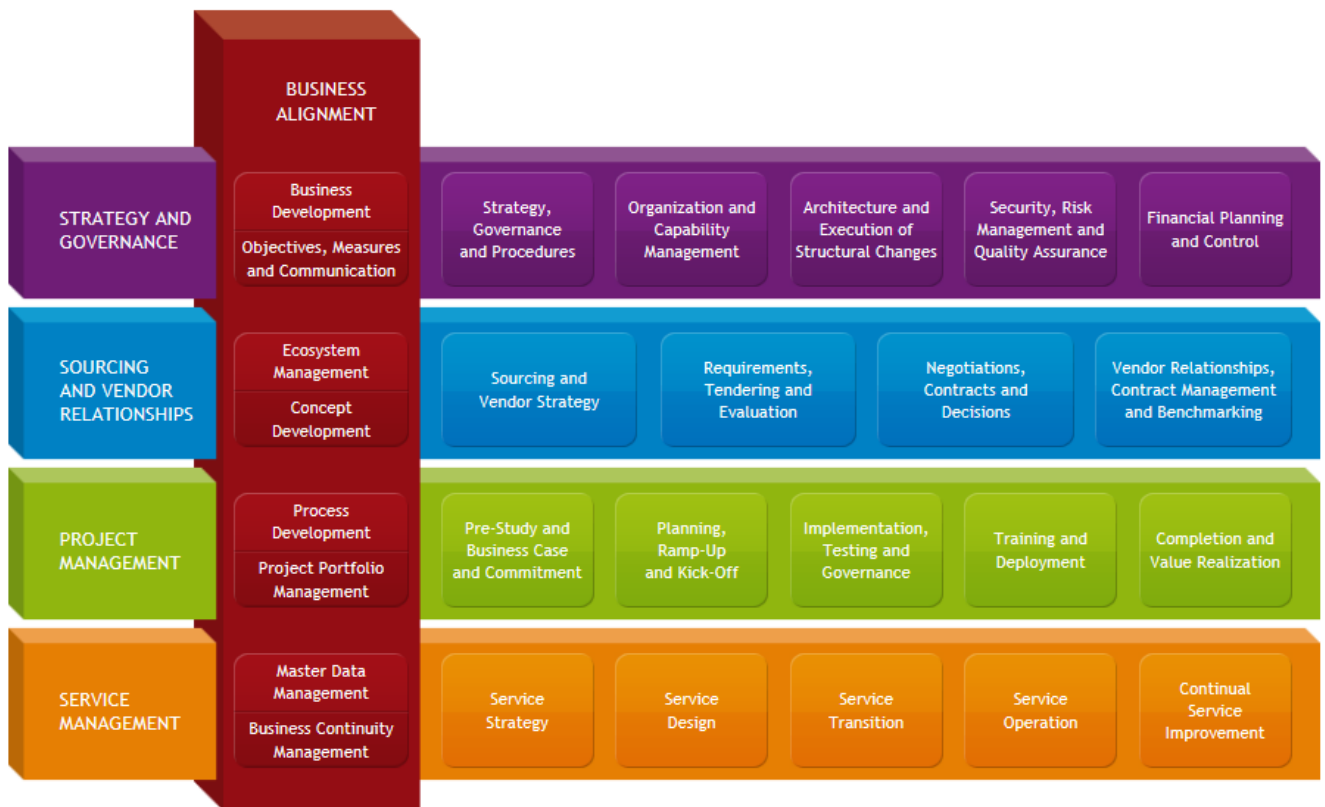 BUSINESS
ALIGNMENT
STRATEGY AND
GOVERNANCE
Business
Development
Objectives, Measures
and Communication
Strategy,
Governance
and Procedures
Organization and
Capability
Management
Architecture and
Execution of
Structural Changes
Security, Risk
Management and
Quality Assurance
Financial Planning
and Control
SOURCING
AND VENDOR
RELATIONSHIPS
Ecosystem
Management
Concept
Development
Sourcing and
Vendor Strategy
Requirements,
Tendering and
Evaluation
Negotiations,
Contracts and
Decisions
Vendor Relationships,
Contract Management
and Benchmarking
PROJECT
MANAGEMENT
Process
Development
Project Portfolio
Management
Pre-Study and
Business Case
and Commitment
Planning,
Ramp-Up
and Kick-Off
Implementation,
Testing and
Governance
Training and
Deployment
Completion and
Value Realization
SERVICE
MANAGEMENT
Master Data
Management
Business Continuity
Management
Service
Strategy
Service
Design
Service
Transition
Service
Operation
Continual
Service
Improvement